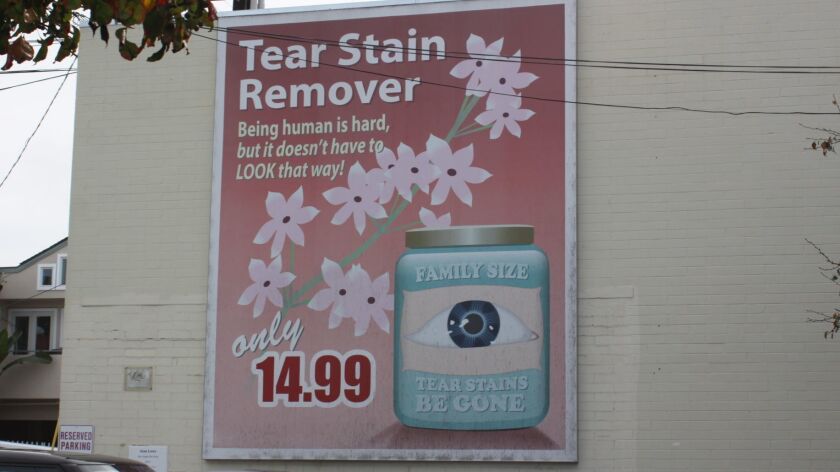 Tear Stain
Remover
Being human is hard,
but it doesn't have to
LOOK that way!
FAMILY SIZE
TEAR STAINS
BE GONE
only
14.99
RESERVED
PARKING